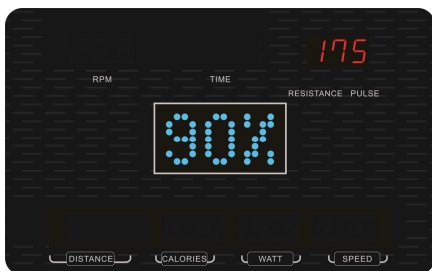 175
RPM TIME
RESISTANCE PULSE
90%
DISTANCE CALORIES WATT SPEED